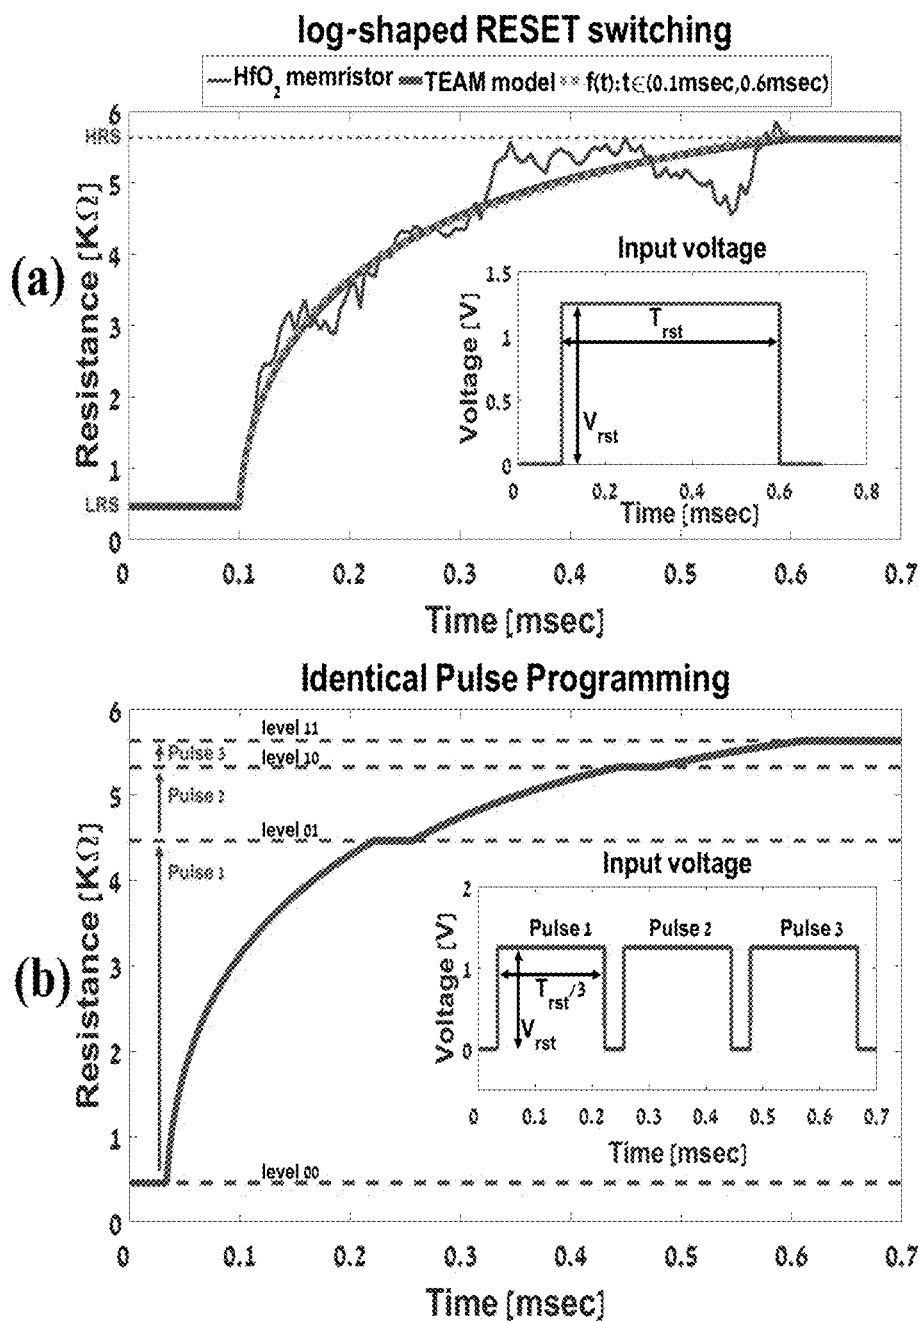 log-shaped RESET switching
HfO2 memristor TEAM model f(t): t∈(0.1msec,0.6msec)
(a)
Resistance [KΩ]
6
HRS
5
4
3
2
1
LRS
0
0 0.1 0.2 0.3 0.4 0.5 0.6 0.7
Time [msec]
Input voltage
Voltage [V]
1.5
1
0.5
0
Trst
Vrst
0 0.2 0.4 0.6 0.8
Time [msec]
Identical Pulse Programming
(b)
Resistance [KΩ]
6
5
4
3
2
1
0
level 11
Pulse 3
level 10
Pulse 2
level 01
Pulse 1
level 00
0 0.1 0.2 0.3 0.4 0.5 0.6 0.7
Time [msec]
Input voltage
Voltage [V]
2
1
0
Pulse 1 Pulse 2 Pulse 3
Trst/3
Vrst
0 0.1 0.2 0.3 0.4 0.5 0.6 0.7
Time [msec]